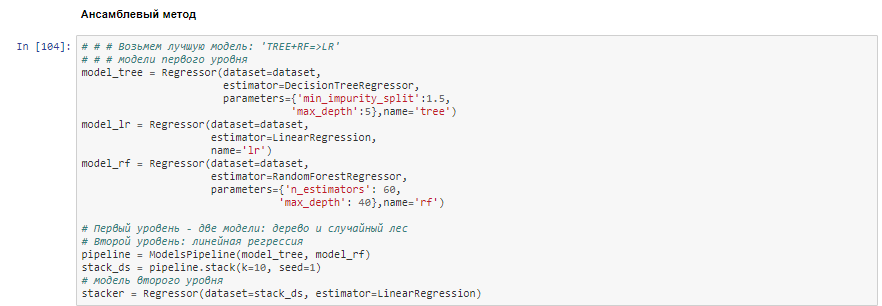 Ансамблевый метод
In [104]: # # # Возьмем лучшую модель: 'TREE+RF=>LR'
# # # модели первого уровня
model_tree = Regressor(dataset=dataset,
estimator=DecisionTreeRegressor,
parameters={'min_impurity_split':1.5,
'max_depth':5},name='tree')
model_lr = Regressor(dataset=dataset,
estimator=LinearRegression,
name='lr')
model_rf = Regressor(dataset=dataset,
estimator=RandomForestRegressor,
parameters={'n_estimators': 60,
'max_depth': 40},name='rf')
# Первый уровень - две модели: дерево и случайный лес
# Второй уровень: линейная регрессия
pipeline = ModelsPipeline(model_tree, model_rf)
stack_ds = pipeline.stack(k=10, seed=1)
# модель второго уровня
stacker = Regressor(dataset=stack_ds, estimator=LinearRegression)